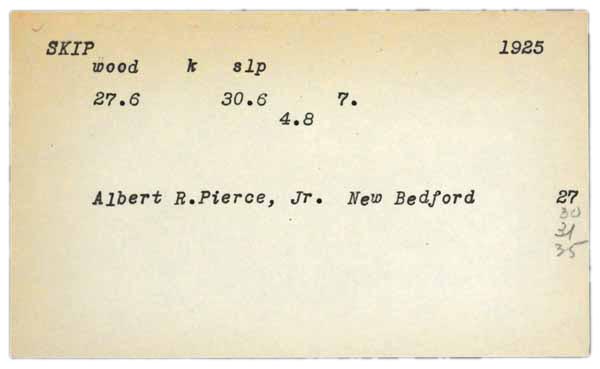 SKIP 1925
wood k slp
27.6 30.6 7.
4.8
Albert R.Pierce, Jr. New Bedford 27
30
31
35